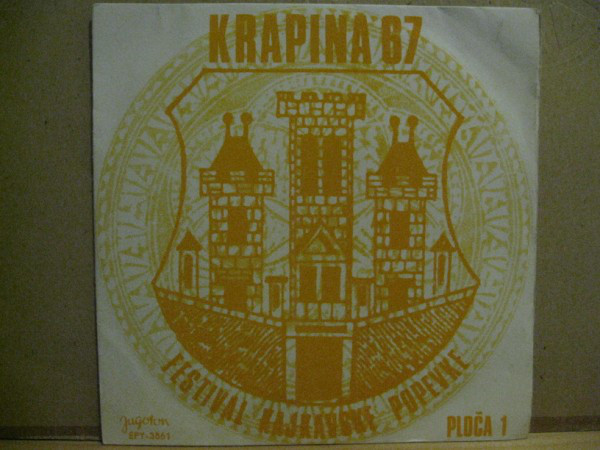 KRAPINA 67
FESTIVAL KAJKAVSKE POPEVKE
Jugoton
EPY-3861
PLOČA 1